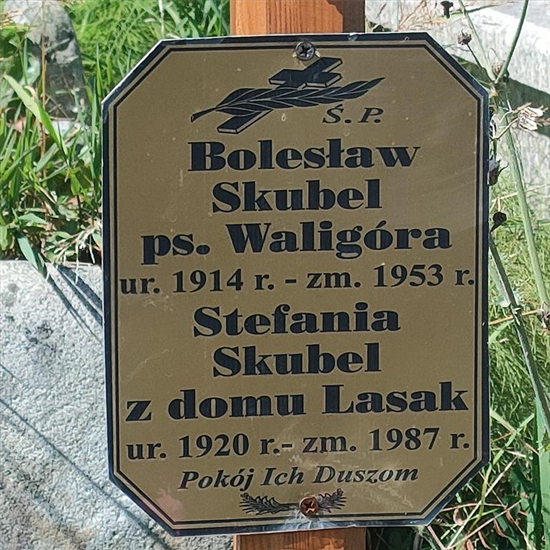 Ś.P.
Bolesław
Skubel
ps. Waligóra
ur. 1914 r. - zm. 1953 r.
Stefania
Skubel
z domu Lasak
ur. 1920 r.- zm. 1987 r.
Pokój Ich Duszom